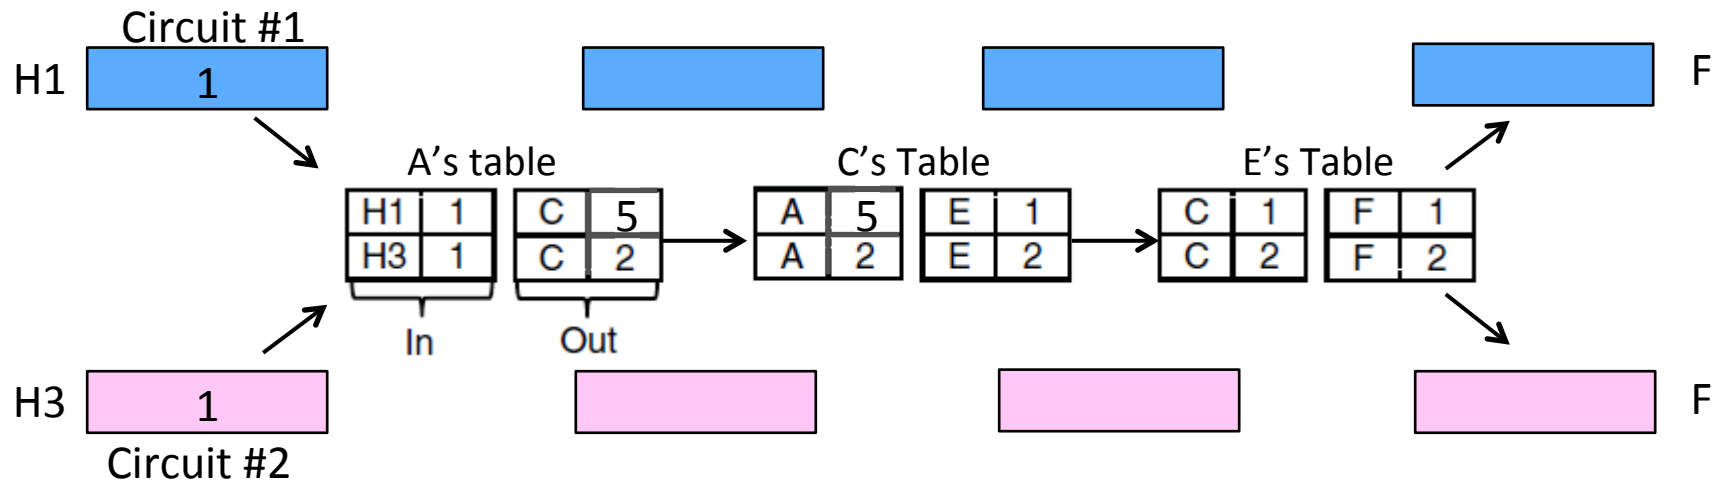 Circuit #1
H1 1 F
A's table C's Table E's Table
H1 1 C 5 A 5 E 1 C 1 F 1
H3 1 C 2 A 2 E 2 C 2 F 2
In Out
H3 1 F
Circuit #2